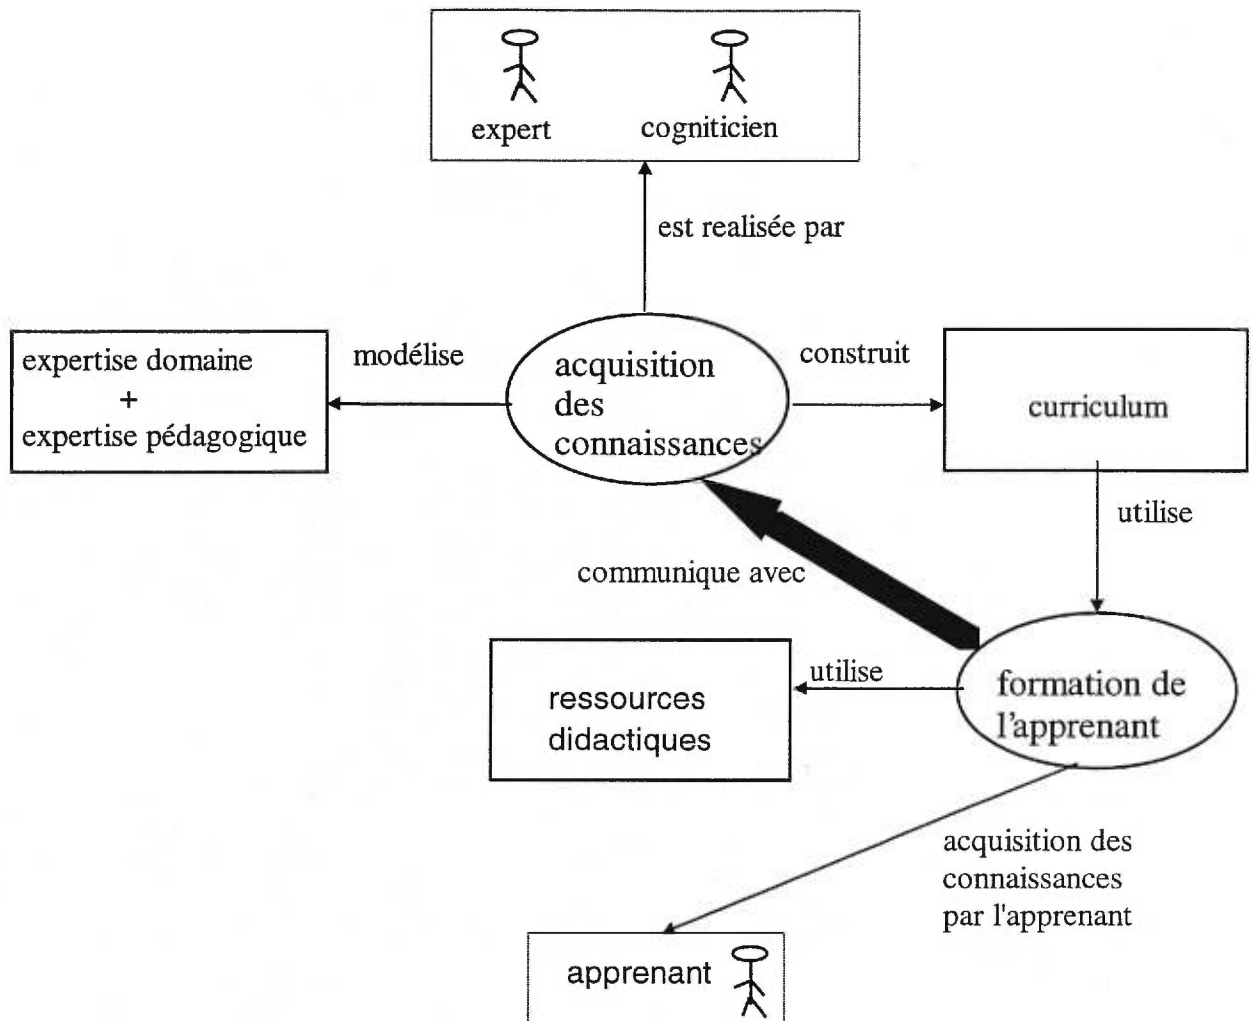 expert
cogniticien
est realisée par
expertise domaine
+
expertise pédagogique
modélise
acquisition
des
connaissances
construit
curriculum
utilise
communique avec
ressources
didactiques
utilise
formation de
l'apprenant
acquisition des
connaissances
par l'apprenant
apprenant